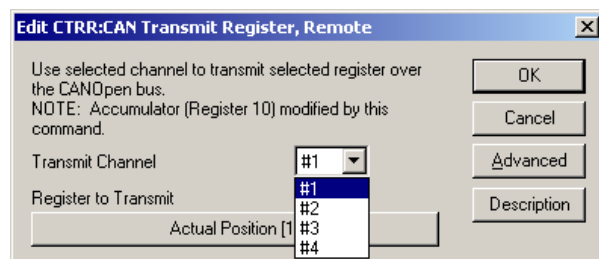 Edit CTRR:CAN Transmit Register, Remote
Use selected channel to transmit selected register over
the CANOpen bus.
NOTE: Accumulator (Register 10) modified by this
command.
OK
Cancel
Transmit Channel
#1
Advanced
#1
Register to Transmit
#2
Description
Actual Position [1
#3
#4